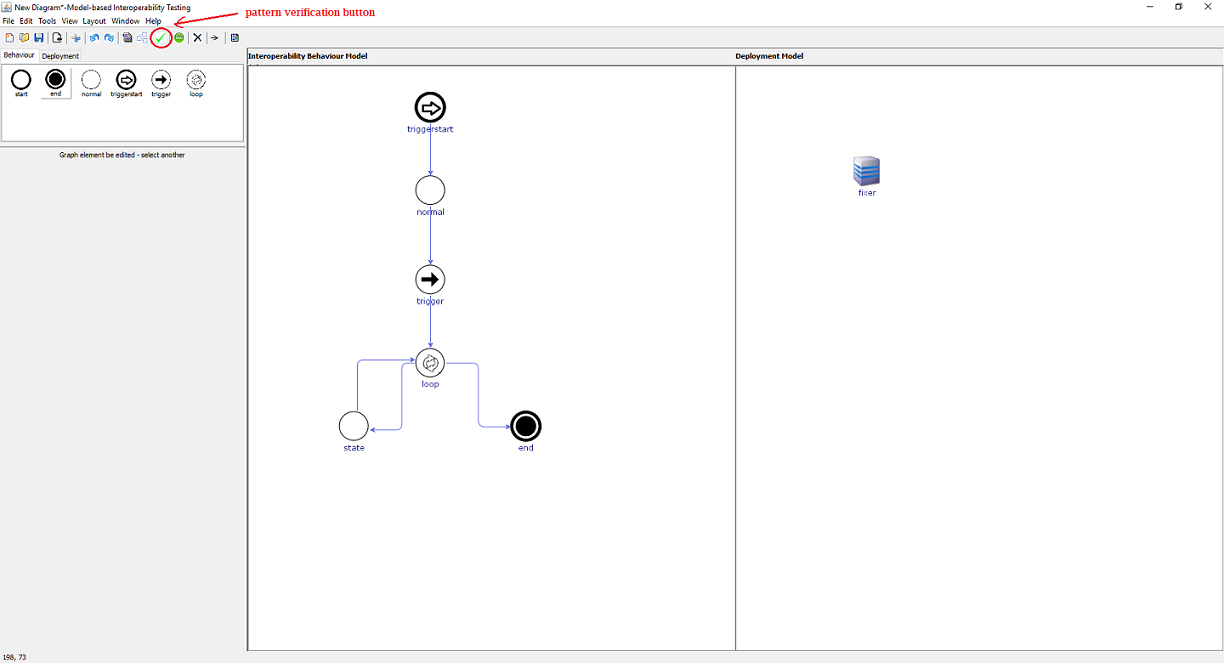 New Diagram*-Model-based Interoperability Testing
pattern verification button
File Edit Tools View Layout Window Help
Behaviour Deployment
Interoperability Behaviour Model
Deployment Model
start end normal triggerstart trigger loop
Graph element be edited - select another
triggerstart
fixer
normal
trigger
loop
state
end
198, 73